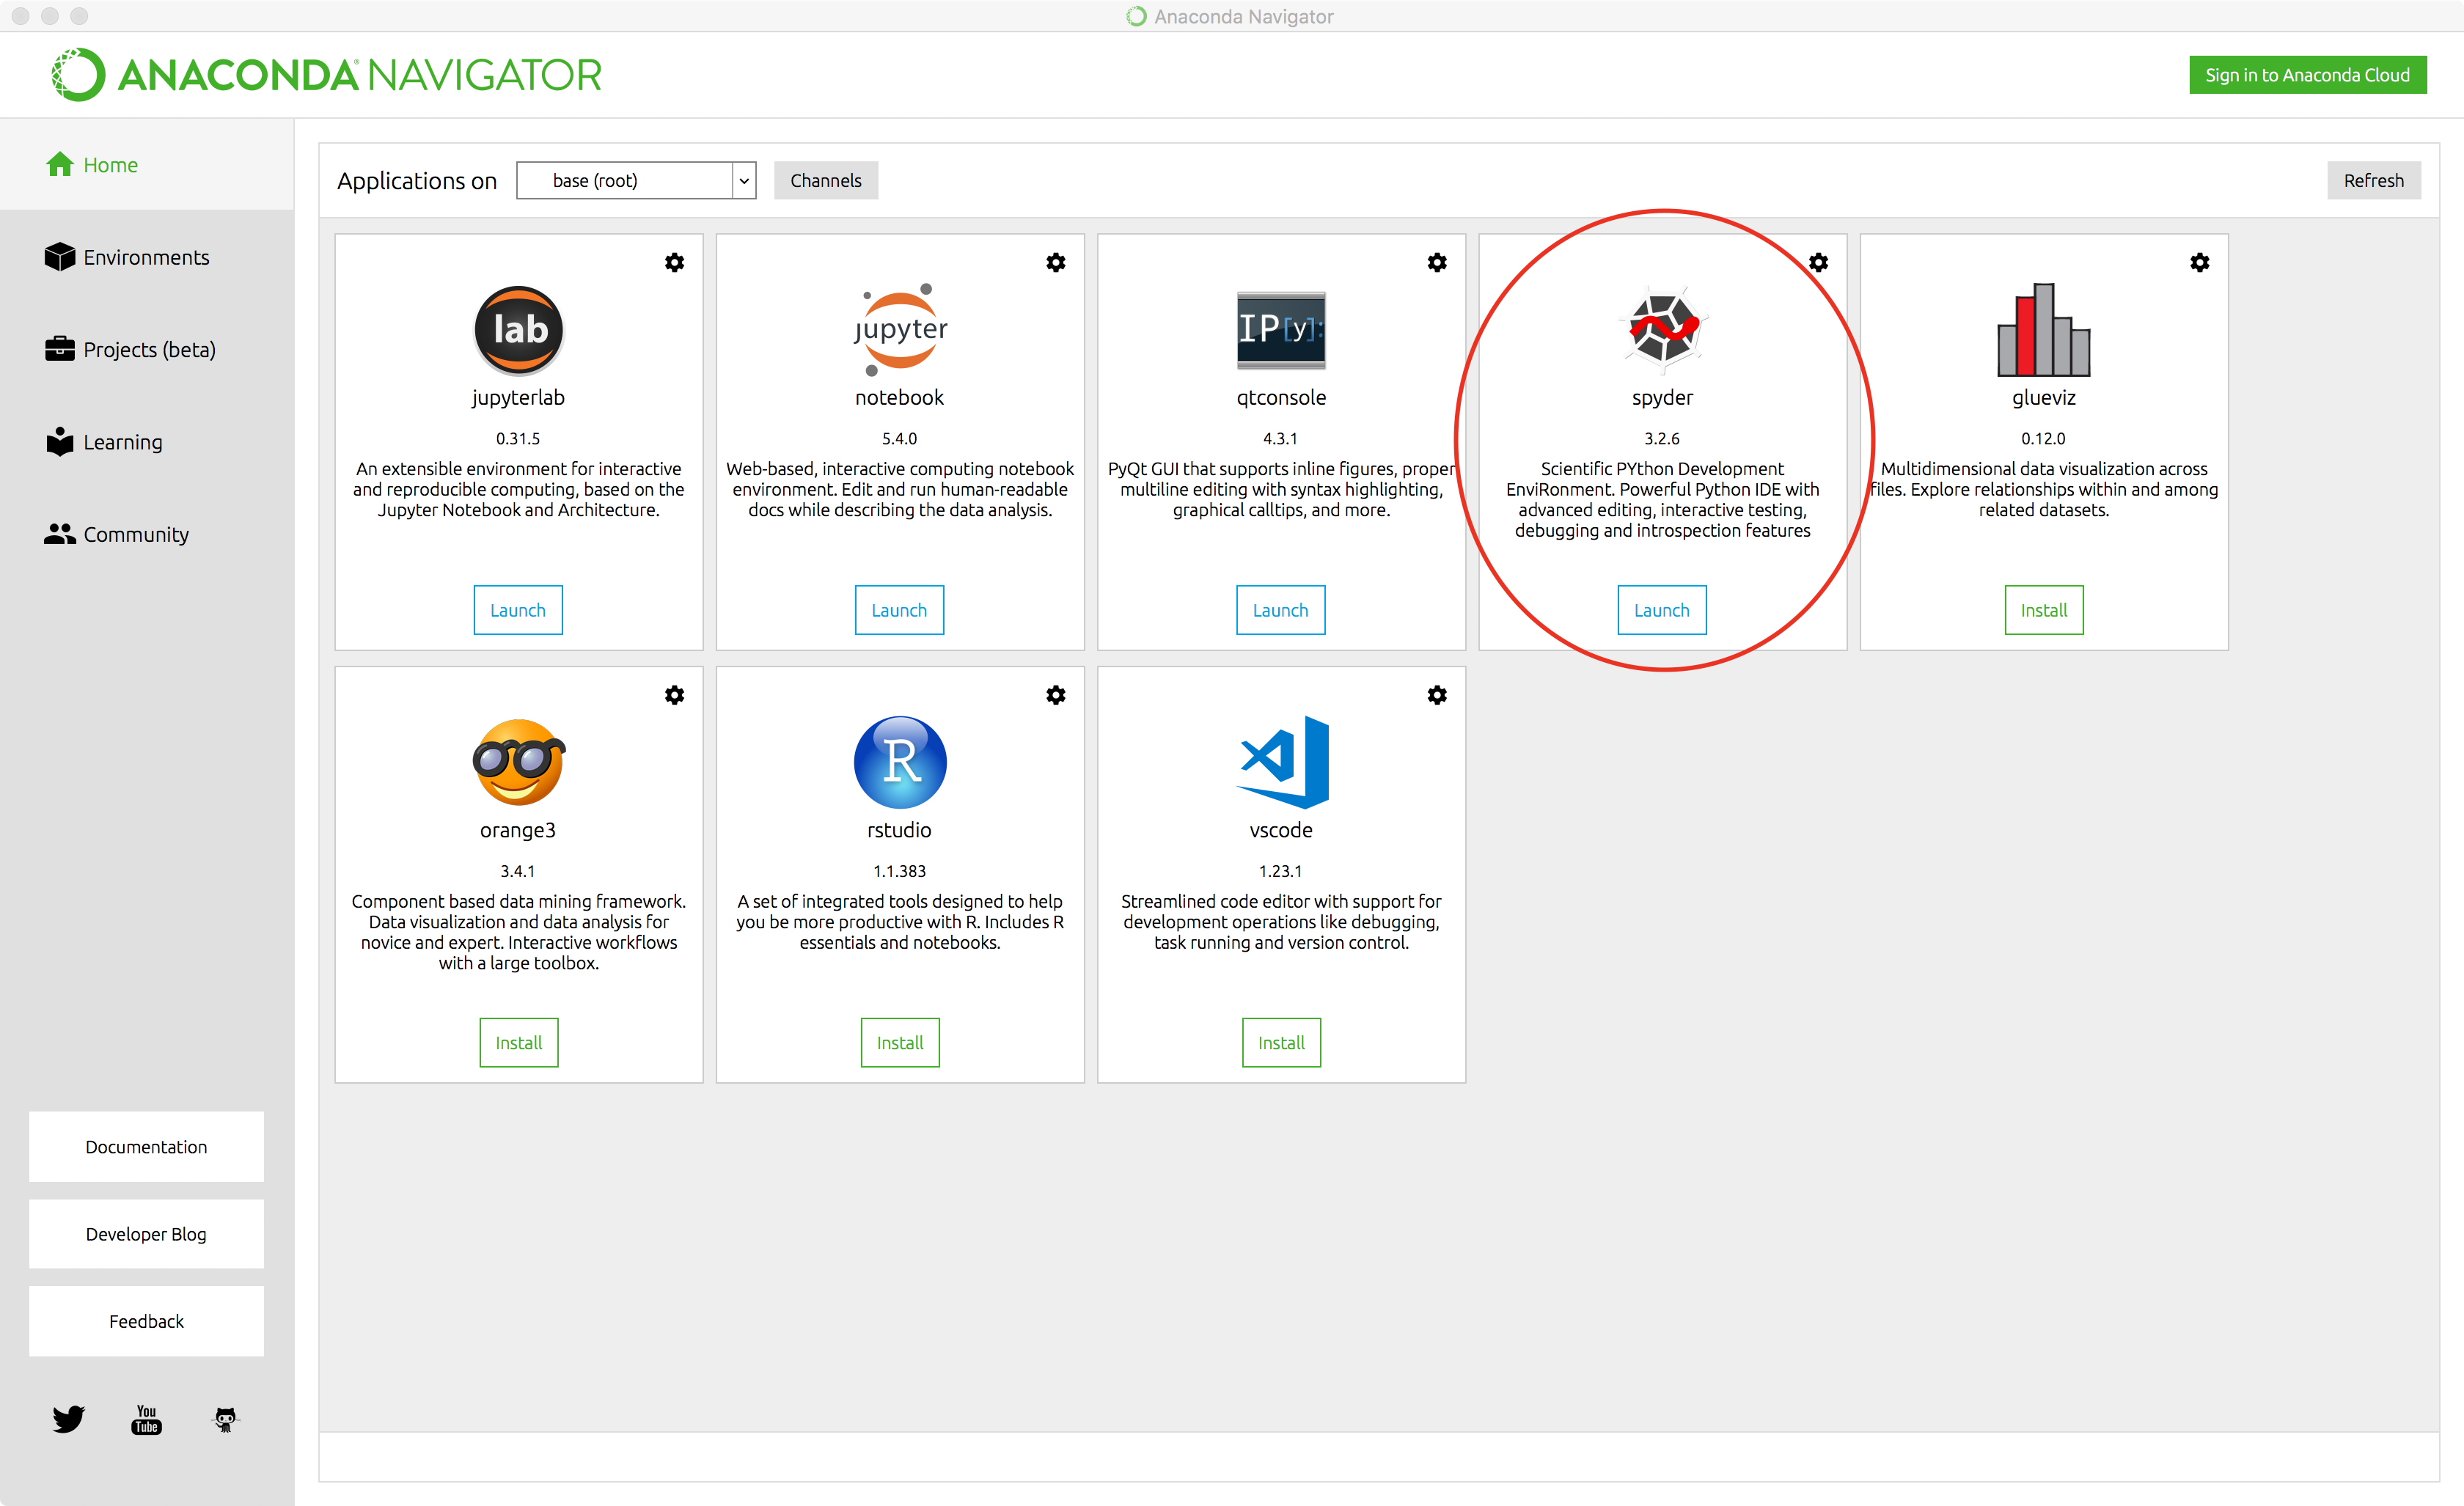 Anaconda Navigator
ANACONDA NAVIGATOR
Sign in to Anaconda Cloud
Home
Environments
Projects (beta)
Learning
Community
Documentation
Developer Blog
Feedback
You
Tube
Applications on
base (root)
Channels
Refresh
lab
jupyterlab
0.31.5
An extensible environment for interactive
and reproducible computing, based on the
Jupyter Notebook and Architecture.
Launch
jupyter
notebook
5.4.0
Web-based, interactive computing notebook
environment. Edit and run human-readable
docs while describing the data analysis.
Launch
IP[y]:
qtconsole
4.3.1
PyQt GUI that supports inline figures, proper
multiline editing with syntax highlighting,
graphical calltips, and more.
Launch
spyder
3.2.6
Scientific PYthon Development
EnviRonment. Powerful Python IDE with
advanced editing, interactive testing,
debugging and introspection features
Launch
glueviz
0.12.0
Multidimensional data visualization across
files. Explore relationships within and among
related datasets.
Install
orange3
3.4.1
Component based data mining framework.
Data visualization and data analysis for
novice and expert. Interactive workflows
with a large toolbox.
Install
R
rstudio
1.1.383
A set of integrated tools designed to help
you be more productive with R. Includes R
essentials and notebooks.
Install
vscode
1.23.1
Streamlined code editor with support for
development operations like debugging,
task running and version control.
Install